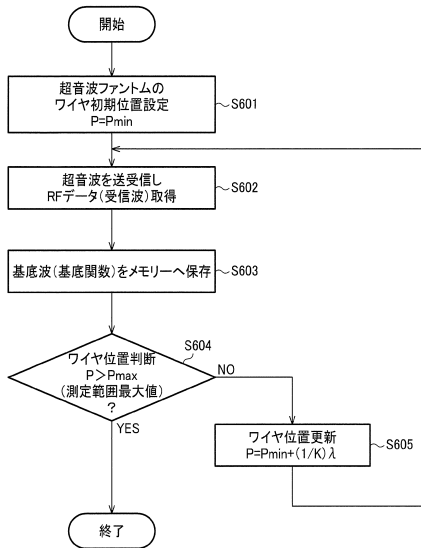 開始
超音波ファントムの
ワイヤ初期位置設定
P=Pmin
S601
超音波を送受信し
RFデータ(受信波)取得
S602
基底波(基底関数)をメモリーへ保存
S603
S604
ワイヤ位置判断
P>Pmax
(測定範囲最大値)
?
NO
YES
ワイヤ位置更新
P=Pmin+(1/K)λ
S605
終了